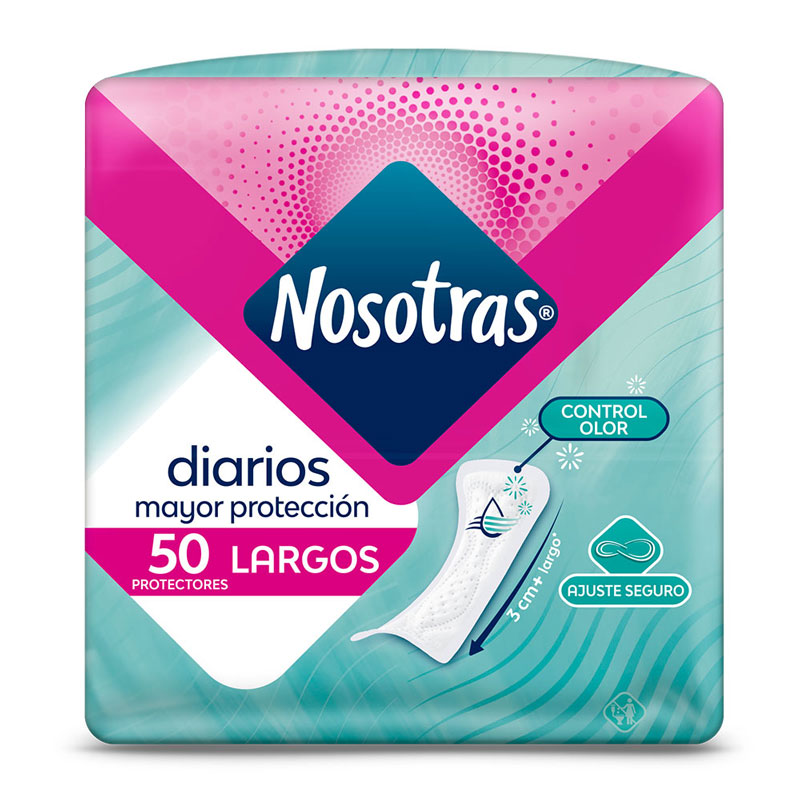 Nosotras®
CONTROL
OLOR
diarios
mayor protección
50 LARGOS
PROTECTORES
3 cm+ largo*
AJUSTE SEGURO